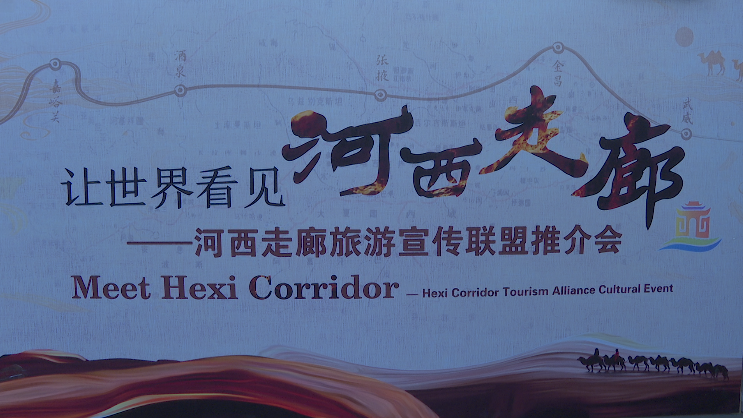 酒泉
张掖
金昌
嘉峪关
武威
让世界看见河西走廊
——河西走廊旅游宣传联盟推介会
Meet Hexi Corridor — Hexi Corridor Tourism Alliance Cultural Event